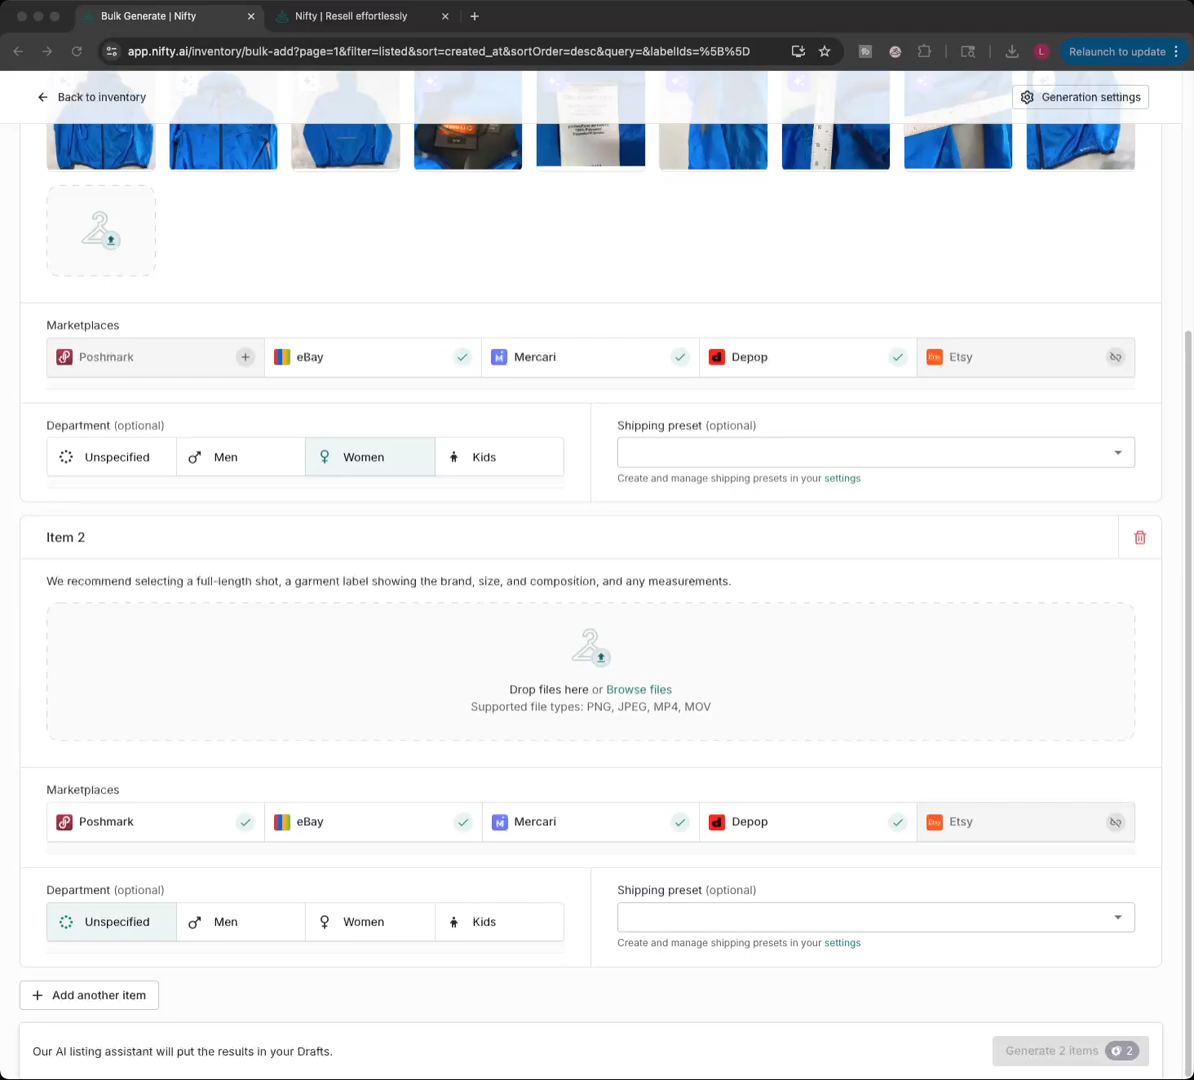 Bulk Generate | Nifty
Nifty | Resell effortlessly
app.nifty.ai/inventory/bulk-add?page=1&filter=listed&sort=created_at&sortOrder=desc&query=&labelIds=%5B%5D
L
Relaunch to update
Back to inventory
Generation settings
Marketplaces
Poshmark
eBay
Mercari
Depop
Etsy
Department (optional)
Unspecified
Men
Women
Kids
Shipping preset (optional)
Create and manage shipping presets in your settings
Item 2
We recommend selecting a full-length shot, a garment label showing the brand, size, and composition, and any measurements.
Drop files here or Browse files
Supported file types: PNG, JPEG, MP4, MOV
Marketplaces
Poshmark
eBay
Mercari
Depop
Etsy
Department (optional)
Unspecified
Men
Women
Kids
Shipping preset (optional)
Create and manage shipping presets in your settings
Add another item
Our AI listing assistant will put the results in your Drafts.
Generate 2 items 2